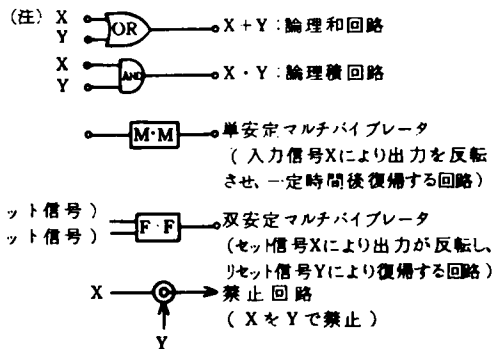 (注) X
Y
OR
X+Y:論理和回路
X
Y
AND
X・Y:論理積回路
M・M
単安定マルチバイブレータ
(入力信号Xにより出力を反転
させ、一定時間後復帰する回路)
ット信号)
ット信号)
F・F
双安定マルチバイブレータ
(セット信号Xにより出力が反転し、
リセット信号Yにより復帰する回路)
X
禁止回路
(XをYで禁止)
Y